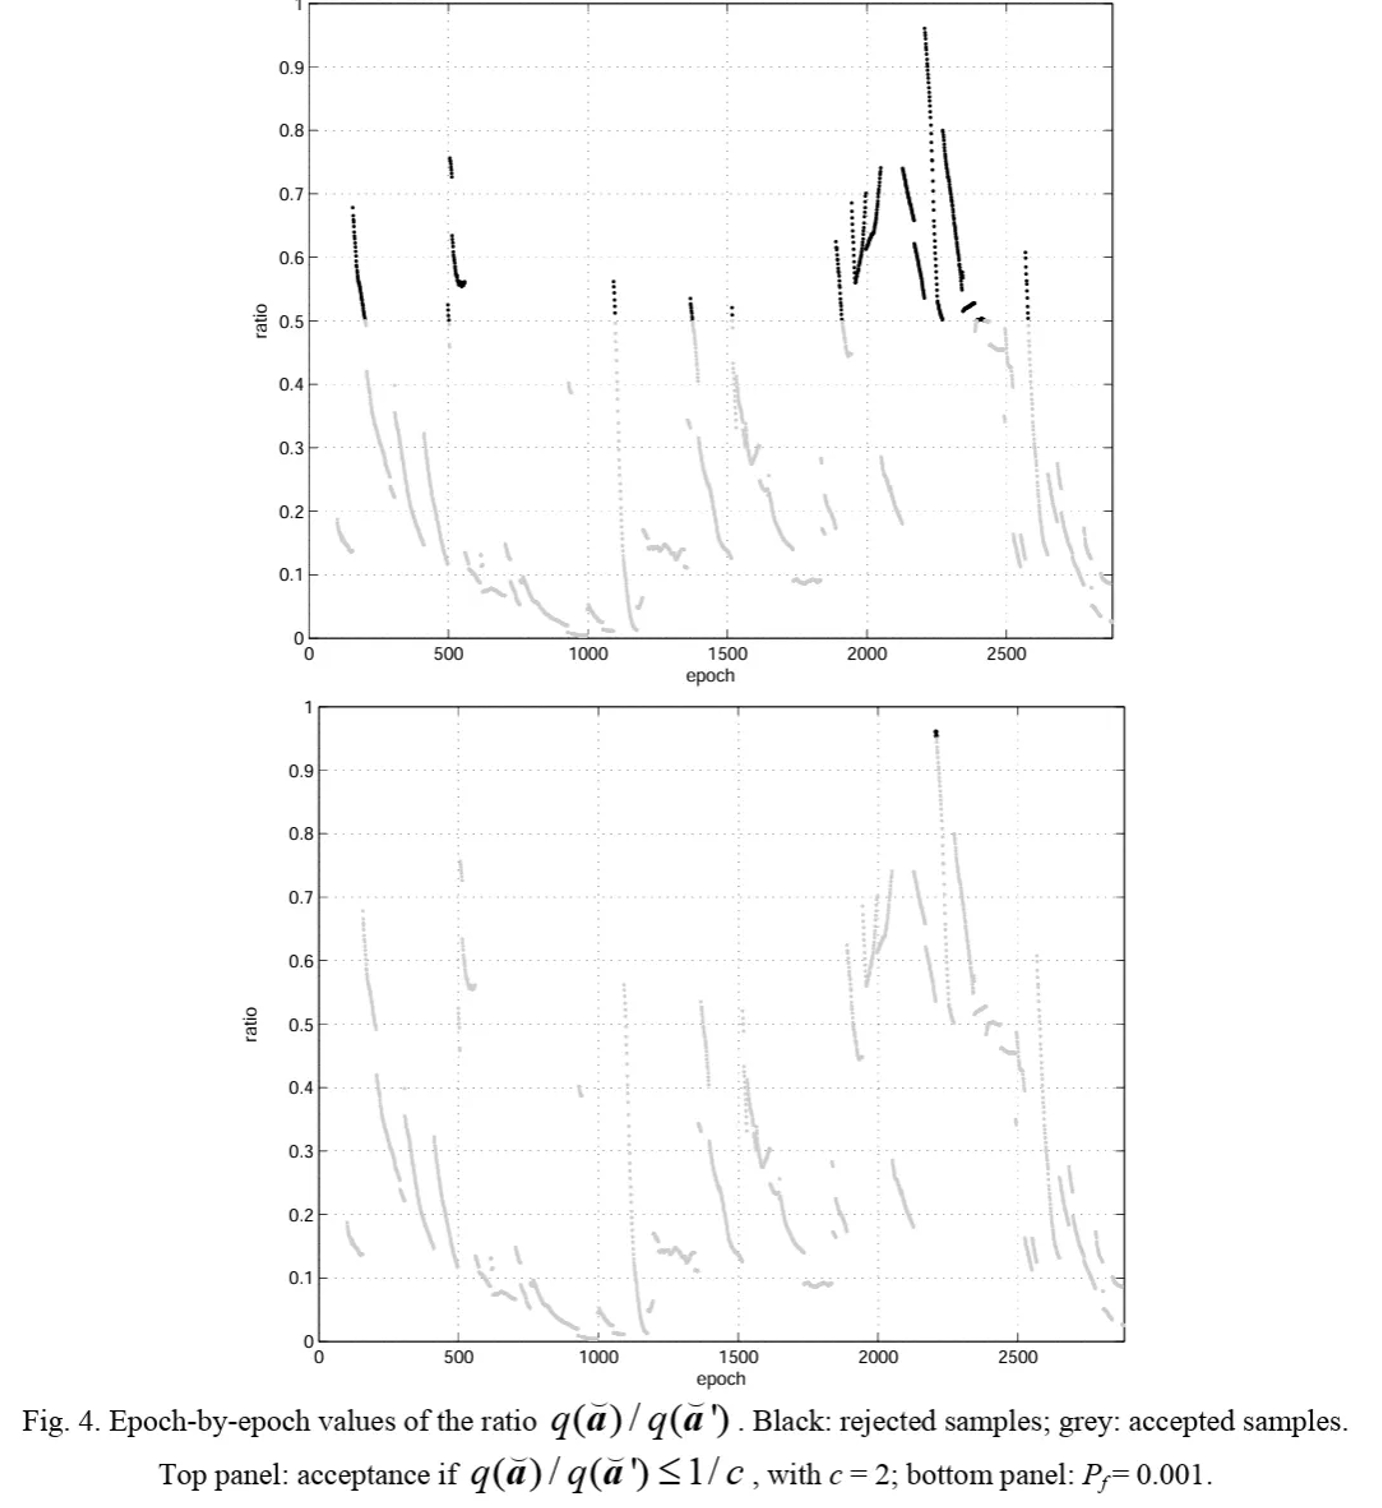 1
0.9
0.8
0.7
0.6
0.5
0.4
0.3
0.2
0.1
0
ratio
0 500 1000 1500 2000 2500
epoch
1
0.9
0.8
0.7
0.6
0.5
0.4
0.3
0.2
0.1
0
ratio
0 500 1000 1500 2000 2500
epoch
Fig. 4. Epoch-by-epoch values of the ratio q(ă) / q(ă') . Black: rejected samples; grey: accepted samples.
Top panel: acceptance if q(ă) / q(ă') ≤ 1/ c , with c = 2; bottom panel: P_f = 0.001.